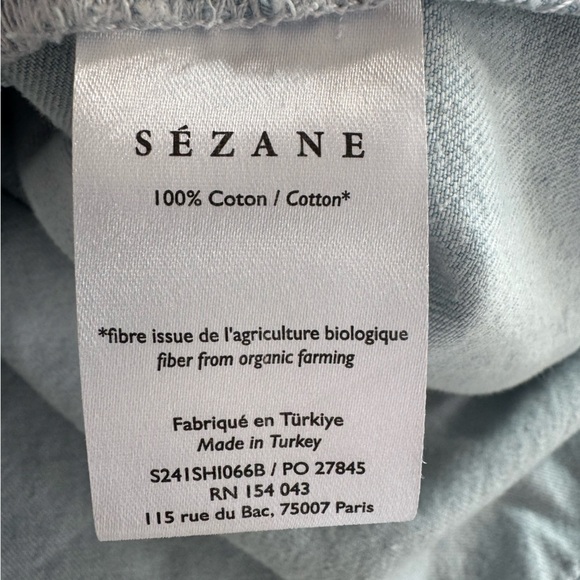 SÉZANE
100% Coton / Cotton*
*fibre issue de l'agriculture biologique
fiber from organic farming
Fabriqué en Türkiye
Made in Turkey
S241SHI066B / PO 27845
RN 154 043
115 rue du Bac, 75007 Paris